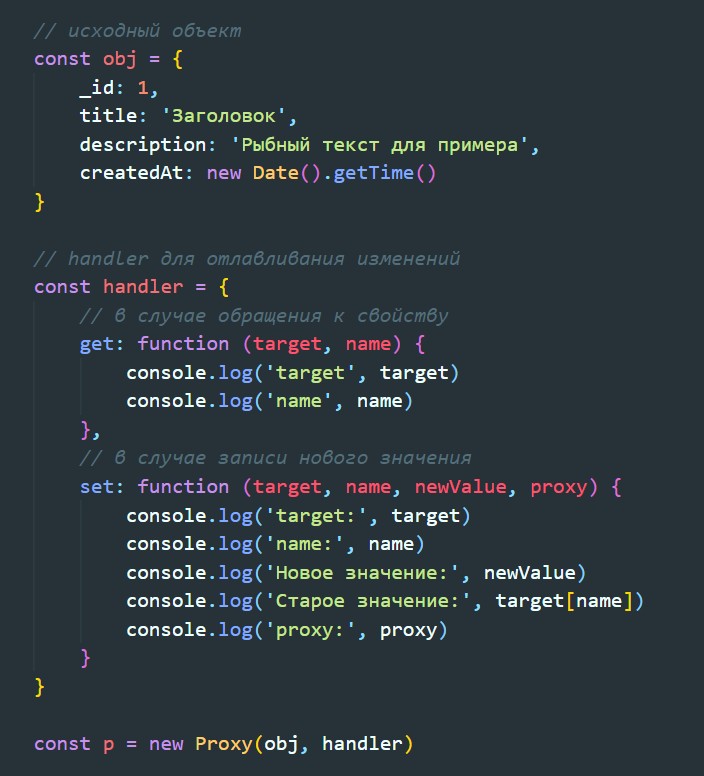 // исходный объект
const obj = {
    _id: 1,
    title: 'Заголовок',
    description: 'Рыбный текст для примера',
    createdAt: new Date().getTime()
}

// handler для отлавливания изменений
const handler = {
    // в случае обращения к свойству
    get: function (target, name) {
        console.log('target', target)
        console.log('name', name)
    },
    // в случае записи нового значения
    set: function (target, name, newValue, proxy) {
        console.log('target:', target)
        console.log('name:', name)
        console.log('Новое значение:', newValue)
        console.log('Старое значение:', target[name])
        console.log('proxy:', proxy)
    }
}

const p = new Proxy(obj, handler)